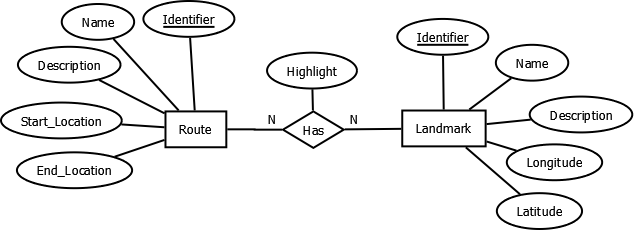 Name
Identifier
Description
Start_Location
End_Location
Route
N
Highlight
Has
N
Identifier
Name
Description
Landmark
Longitude
Latitude